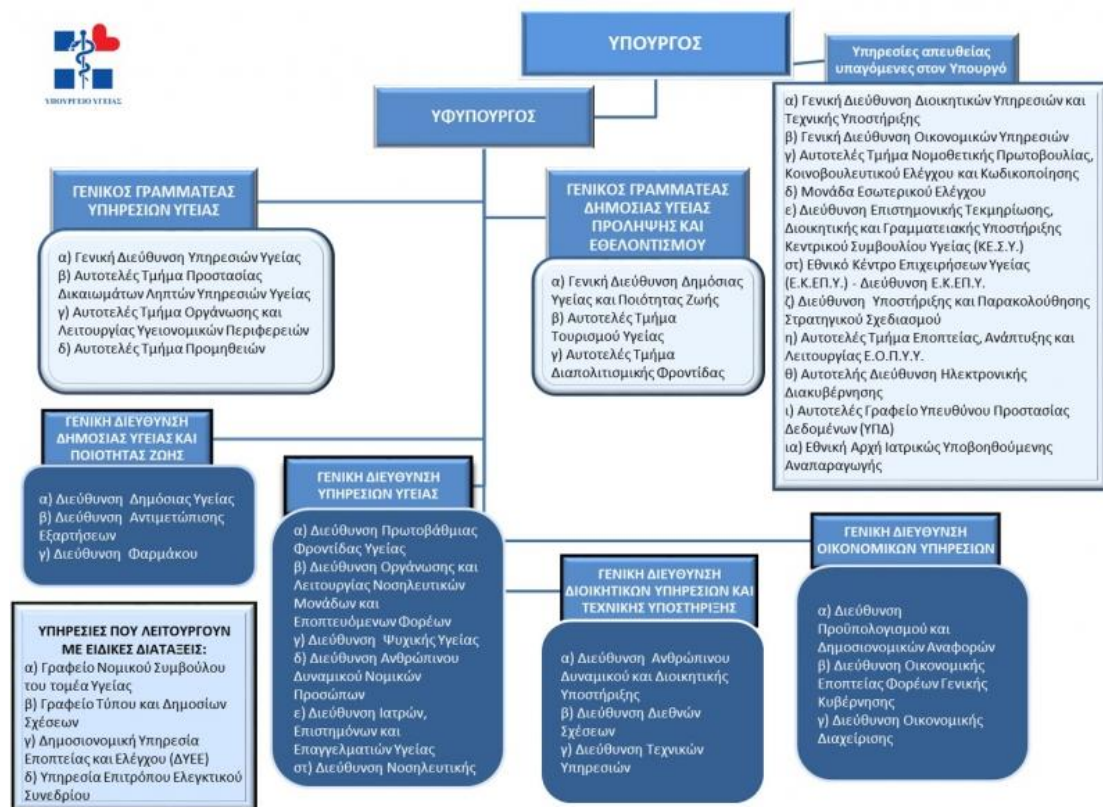 ΥΠΟΥΡΓΕΙΟ ΥΓΕΙΑΣ
ΥΠΟΥΡΓΟΣ
Υπηρεσίες απευθείας
υπαγόμενες στον Υπουργό
α) Γενική Διεύθυνση Διοικητικών Υπηρεσιών και
Τεχνικής Υποστήριξης
β) Γενική Διεύθυνση Οικονομικών Υπηρεσιών
γ) Αυτοτελές Τμήμα Νομοθετικής Πρωτοβουλίας,
Κοινοβουλευτικού Ελέγχου και Κωδικοποίησης
δ) Μονάδα Εσωτερικού Ελέγχου
ε) Διεύθυνση Επιστημονικής Τεκμηρίωσης,
Διοικητικής και Γραμματειακής Υποστήριξης
Κεντρικού Συμβουλίου Υγείας (ΚΕ.Σ.Υ.)
στ) Εθνικό Κέντρο Επιχειρήσεων Υγείας
(Ε.Κ.ΕΠ.Υ.) - Διεύθυνση Ε.Κ.ΕΠ.Υ.
ζ) Διεύθυνση Υποστήριξης και Παρακολούθησης
Στρατηγικού Σχεδιασμού
η) Αυτοτελές Τμήμα Εποπτείας, Ανάπτυξης και
Λειτουργίας Ε.Ο.Π.Υ.Υ.
θ) Αυτοτελής Διεύθυνση Ηλεκτρονικής
Διακυβέρνησης
ι) Αυτοτελές Γραφείο Υπευθύνου Προστασίας
Δεδομένων (ΥΠΔ)
ια) Εθνική Αρχή Ιατρικώς Υποβοηθούμενης
Αναπαραγωγής
ΥΦΥΠΟΥΡΓΟΣ
ΓΕΝΙΚΟΣ ΓΡΑΜΜΑΤΕΑΣ
ΥΠΗΡΕΣΙΩΝ ΥΓΕΙΑΣ
α) Γενική Διεύθυνση Υπηρεσιών Υγείας
β) Αυτοτελές Τμήμα Προστασίας
Δικαιωμάτων Ληπτών Υπηρεσιών Υγείας
γ) Αυτοτελές Τμήμα Οργάνωσης και
Λειτουργίας Υγειονομικών Περιφερειών
δ) Αυτοτελές Τμήμα Προμηθειών
ΓΕΝΙΚΟΣ ΓΡΑΜΜΑΤΕΑΣ
ΔΗΜΟΣΙΑΣ ΥΓΕΙΑΣ
ΠΡΟΛΗΨΗΣ ΚΑΙ
ΕΘΕΛΟΝΤΙΣΜΟΥ
α) Γενική Διεύθυνση Δημόσιας
Υγείας και Ποιότητας Ζωής
β) Αυτοτελές Τμήμα
Τουρισμού Υγείας
γ) Αυτοτελές Τμήμα
Διαπολιτισμικής Φροντίδας
ΓΕΝΙΚΗ ΔΙΕΥΘΥΝΣΗ
ΔΗΜΟΣΙΑΣ ΥΓΕΙΑΣ ΚΑΙ
ΠΟΙΟΤΗΤΑΣ ΖΩΗΣ
α) Διεύθυνση Δημόσιας Υγείας
β) Διεύθυνση Αντιμετώπισης
Εξαρτήσεων
γ) Διεύθυνση Φαρμάκου
ΓΕΝΙΚΗ ΔΙΕΥΘΥΝΣΗ
ΥΠΗΡΕΣΙΩΝ ΥΓΕΙΑΣ
α) Διεύθυνση Πρωτοβάθμιας
Φροντίδας Υγείας
β) Διεύθυνση Οργάνωσης και
Λειτουργίας Νοσηλευτικών
Μονάδων και
Εποπτευόμενων Φορέων
γ) Διεύθυνση Ψυχικής Υγείας
δ) Διεύθυνση Ανθρώπινου
Δυναμικού Νομικών
Προσώπων
ε) Διεύθυνση Ιατρών,
Επιστημόνων και
Επαγγελματιών Υγείας
στ) Διεύθυνση Νοσηλευτικής
ΓΕΝΙΚΗ ΔΙΕΥΘΥΝΣΗ
ΔΙΟΙΚΗΤΙΚΩΝ ΥΠΗΡΕΣΙΩΝ ΚΑΙ
ΤΕΧΝΙΚΗΣ ΥΠΟΣΤΗΡΙΞΗΣ
α) Διεύθυνση Ανθρώπινου
Δυναμικού και Διοικητικής
Υποστήριξης
β) Διεύθυνση Διεθνών
Σχέσεων
γ) Διεύθυνση Τεχνικών
Υπηρεσιών
ΓΕΝΙΚΗ ΔΙΕΥΘΥΝΣΗ
ΟΙΚΟΝΟΜΙΚΩΝ ΥΠΗΡΕΣΙΩΝ
α) Διεύθυνση
Προϋπολογισμού και
Δημοσιονομικών Αναφορών
β) Διεύθυνση Οικονομικής
Εποπτείας Φορέων Γενικής
Κυβέρνησης
γ) Διεύθυνση Οικονομικής
Διαχείρισης
ΥΠΗΡΕΣΙΕΣ ΠΟΥ ΛΕΙΤΟΥΡΓΟΥΝ
ΜΕ ΕΙΔΙΚΕΣ ΔΙΑΤΑΞΕΙΣ:
α) Γραφείο Νομικού Συμβούλου
του τομέα Υγείας
β) Γραφείο Τύπου και Δημοσίων
Σχέσεων
γ) Δημοσιονομική Υπηρεσία
Εποπτείας και Ελέγχου (ΔΥΕΕ)
δ) Υπηρεσία Επιτρόπου Ελεγκτικού
Συνεδρίου